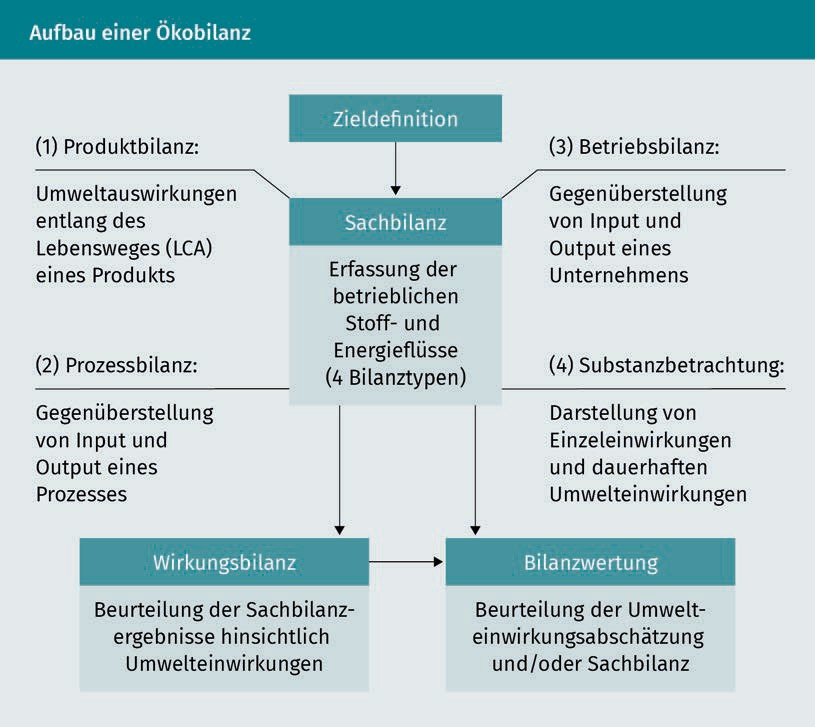 Aufbau einer Ökobilanz
Zieldefinition
(1) Produktbilanz:
Umweltauswirkungen
entlang des
Lebensweges (LCA)
eines Produkts
(3) Betriebsbilanz:
Gegenüberstellung
von Input und
Output eines
Unternehmens
Sachbilanz
Erfassung der
betrieblichen
Stoff- und
Energieflüsse
(4 Bilanztypen)
(2) Prozessbilanz:
Gegenüberstellung
von Input und
Output eines
Prozesses
(4) Substanzbetrachtung:
Darstellung von
Einzeleinwirkungen
und dauerhaften
Umwelteinwirkungen
Wirkungsbilanz
Beurteilung der Sachbilanz-
ergebnisse hinsichtlich
Umwelteinwirkungen
Bilanzwertung
Beurteilung der Umwelt-
einwirkungsabschätzung
und/oder Sachbilanz